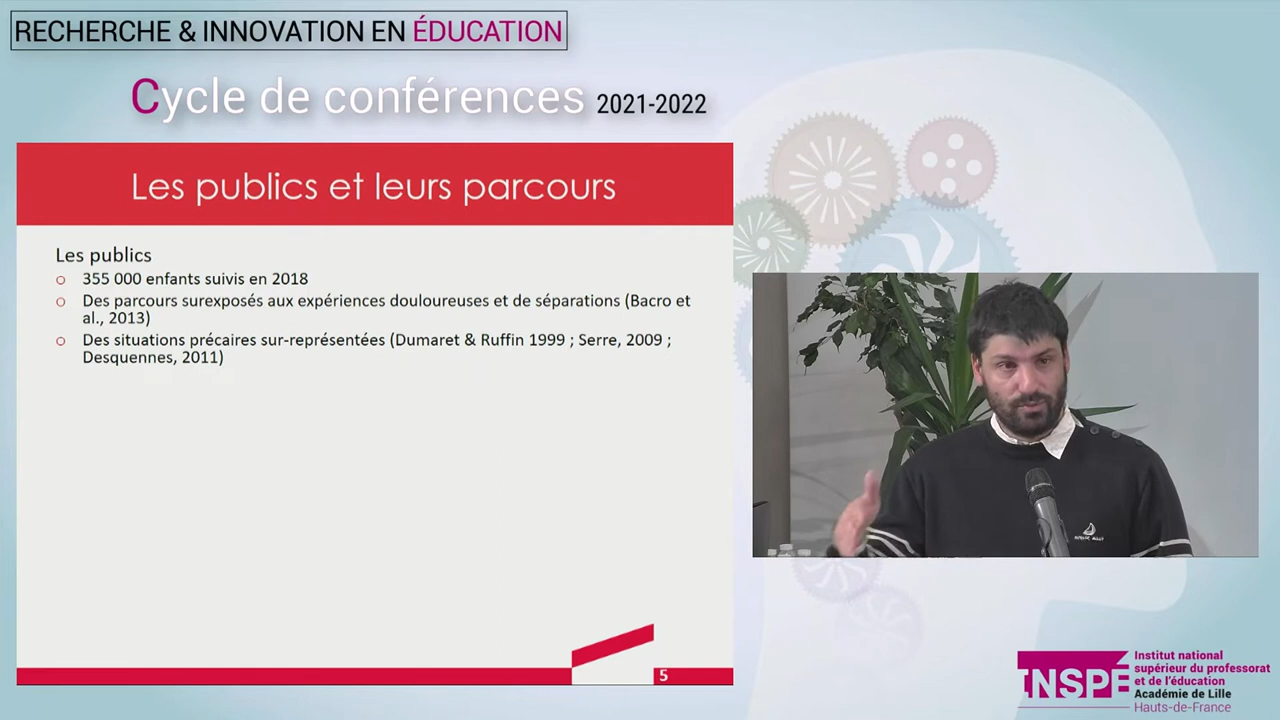 RECHERCHE & INNOVATION EN ÉDUCATION
Cycle de conférences 2021-2022
Les publics et leurs parcours
Les publics
355 000 enfants suivis en 2018
Des parcours surexposés aux expériences douloureuses et de séparations (Bacro et
al., 2013)
Des situations précaires sur-représentées (Dumaret & Ruffin 1999 ; Serre, 2009 ;
Desquennes, 2011)
5
INSPÉ
Institut national
supérieur du professorat
et de l'éducation
Académie de Lille
Hauts-de-France